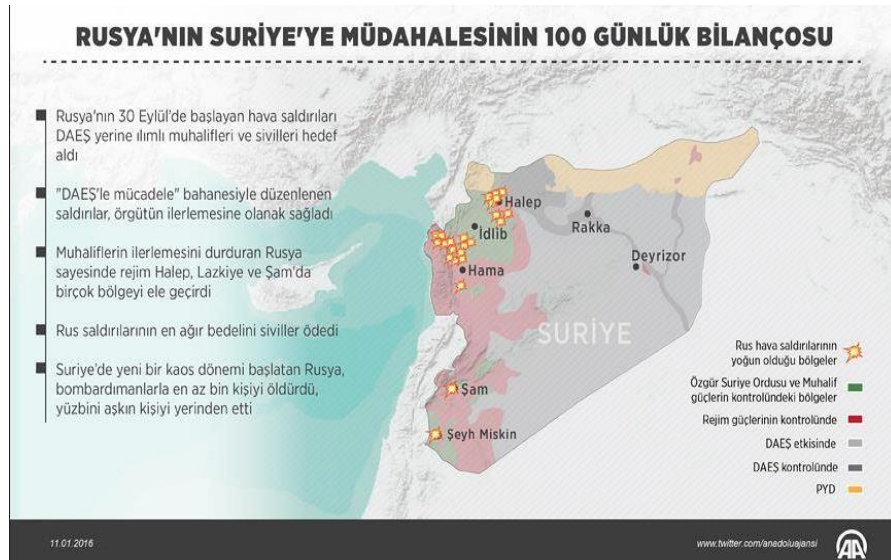 RUSYA'NIN SURİYE'YE MÜDAHALESİNİN 100 GÜNLÜK BİLANÇOSU
Rusya'nın 30 Eylül'de başlayan hava saldırıları
DAEŞ yerine ılımlı muhalifleri ve sivilleri hedef
aldı
"DAEŞ'le mücadele" bahanesiyle düzenlenen
saldırılar, örgütün ilerlemesine olanak sağladı
Muhaliflerin ilerlemesini durduran Rusya
sayesinde rejim Halep, Lazkiye ve Şam'da
birçok bölgeyi ele geçirdi
Rus saldırılarının en ağır bedelini siviller ödedi
Suriye'de yeni bir kaos dönemi başlatan Rusya,
bombardımanlarla en az bin kişiyi öldürdü,
yüzbini aşkın kişiyi yerinden etti
Halep
İdlib
Rakka
Deyrizor
Hama
SURİYE
Şam
Şeyh Miskin
Rus hava saldırılarının
yoğun olduğu bölgeler
Özgür Suriye Ordusu ve Muhalif
güçlerin kontrolündeki bölgeler
Rejim güçlerinin kontrolünde
DAEŞ etkisinde
DAEŞ kontrolünde
PYD
11.01.2016
www.twitter.com/anadoluajansi
AA